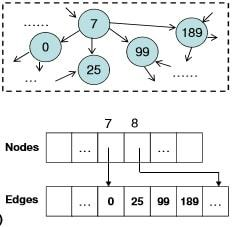 ...... 7 189
0 99
... 25 ......
7 8
Nodes ... ...
Edges ... 0 25 99 189 ...
)